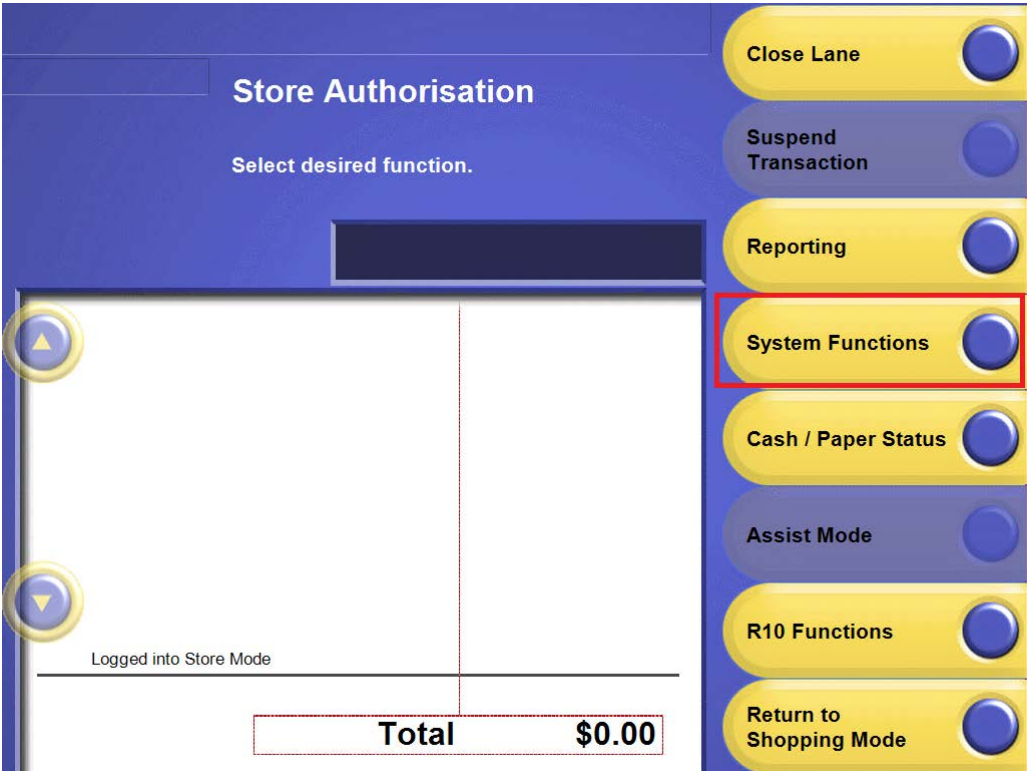 Store Authorisation
Select desired function.
Logged into Store Mode
Total $0.00
Close Lane
Suspend
Transaction
Reporting
System Functions
Cash / Paper Status
Assist Mode
R10 Functions
Return to
Shopping Mode